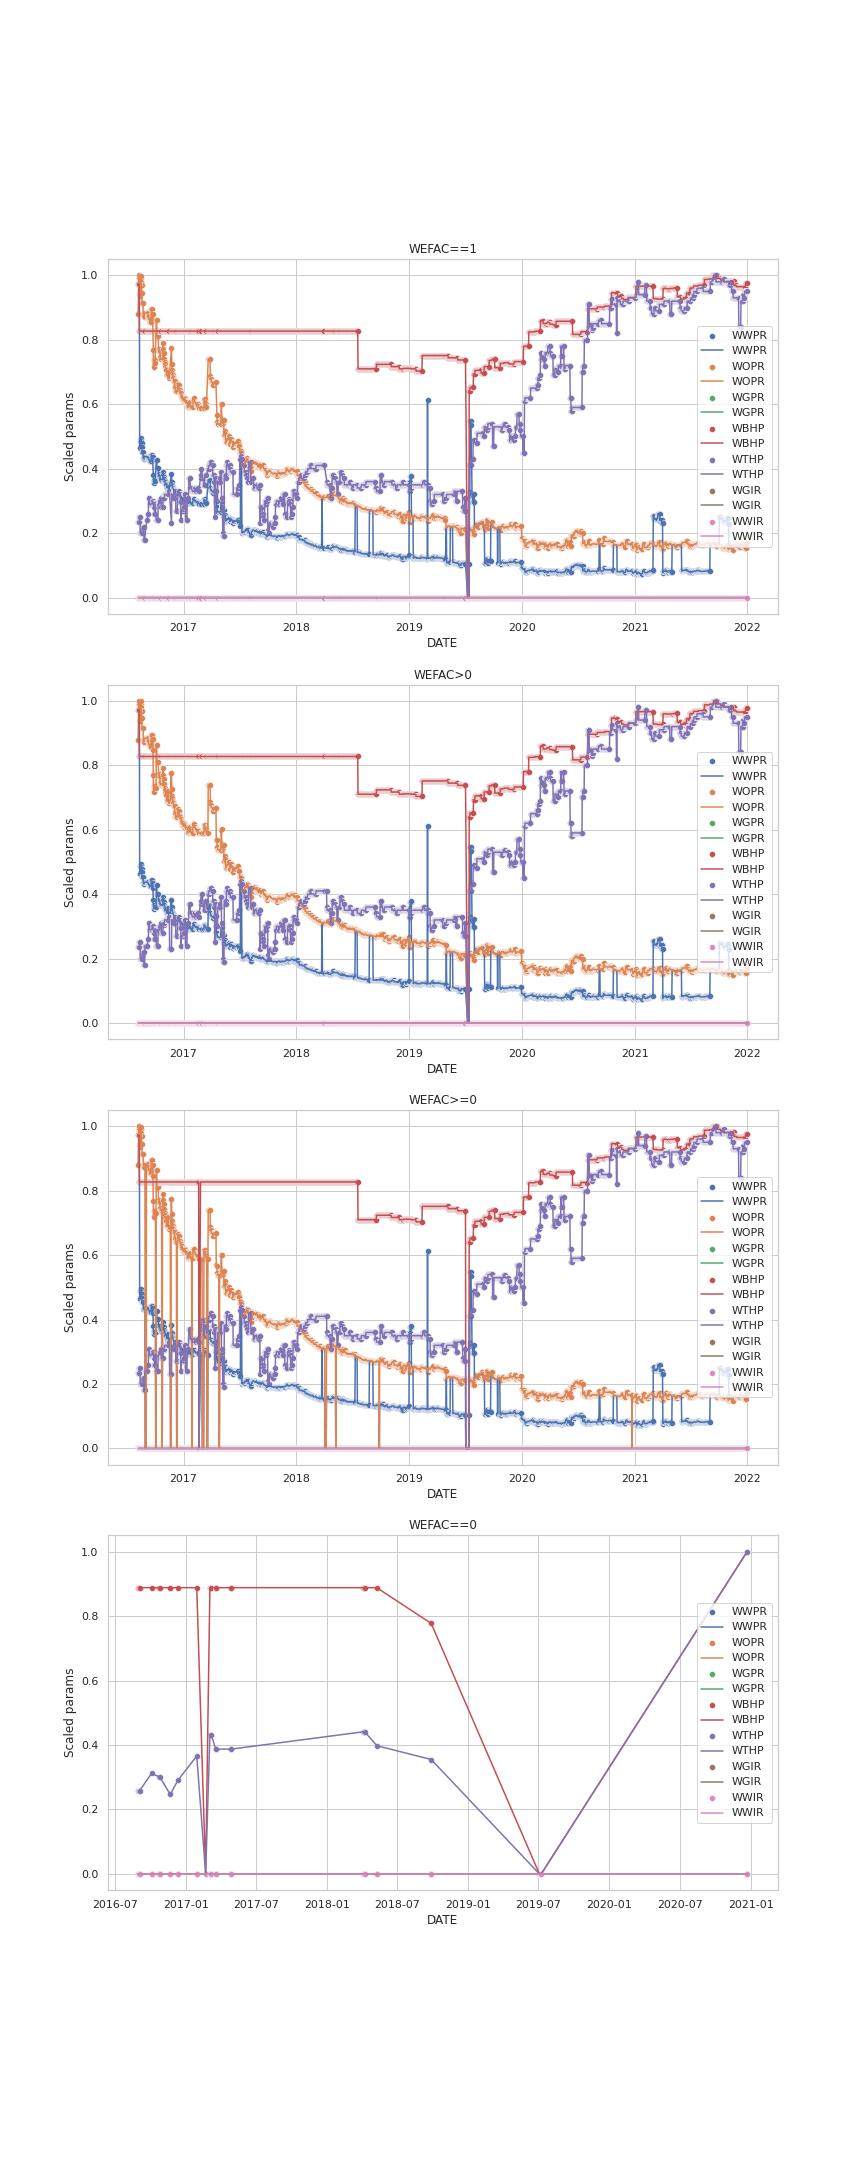 WEFAC==1
1.0
0.8
0.6
0.4
0.2
0.0
Scaled params
2017 2018 2019 2020 2021 2022
DATE
WWPR
WWPR
WOPR
WOPR
WGPR
WGPR
WBHP
WBHP
WTHP
WTHP
WGIR
WGIR
WWIR
WWIR
WEFAC>0
1.0
0.8
0.6
0.4
0.2
0.0
Scaled params
2017 2018 2019 2020 2021 2022
DATE
WWPR
WWPR
WOPR
WOPR
WGPR
WGPR
WBHP
WBHP
WTHP
WTHP
WGIR
WGIR
WWIR
WWIR
WEFAC>=0
1.0
0.8
0.6
0.4
0.2
0.0
Scaled params
2017 2018 2019 2020 2021 2022
DATE
WWPR
WWPR
WOPR
WOPR
WGPR
WGPR
WBHP
WBHP
WTHP
WTHP
WGIR
WGIR
WWIR
WWIR
WEFAC==0
1.0
0.8
0.6
0.4
0.2
0.0
Scaled params
2016-07 2017-01 2017-07 2018-01 2018-07 2019-01 2019-07 2020-01 2020-07 2021-01
DATE
WWPR
WWPR
WOPR
WOPR
WGPR
WGPR
WBHP
WBHP
WTHP
WTHP
WGIR
WGIR
WWIR
WWIR